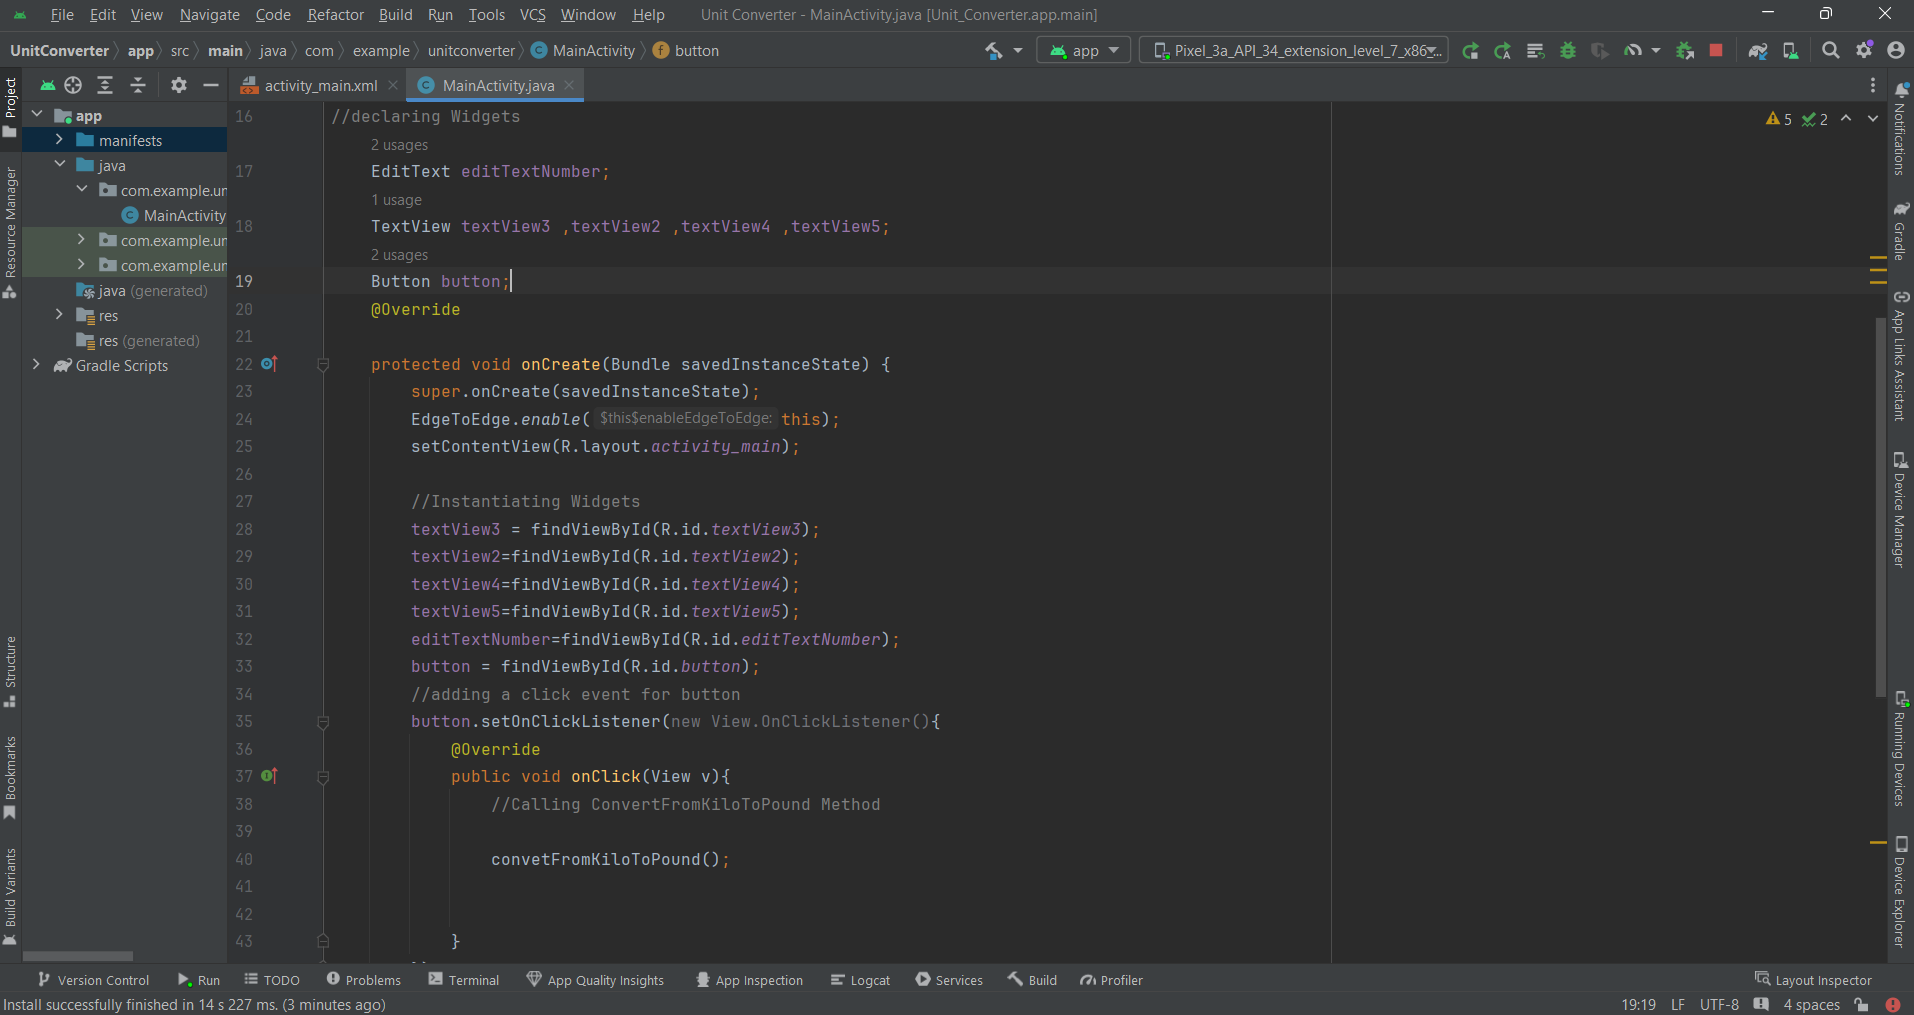 File Edit View Navigate Code Refactor Build Run Tools VCS Window Help Unit Converter - MainActivity.java [Unit_Converter.app.main]
UnitConverter app src main java com example unitconverter MainActivity button app Pixel_3a_API_34_extension_level_7_x86_...
activity_main.xml MainActivity.java
Project
Resource Manager
Structure
Bookmarks
Build Variants
app
manifests
java
com.example.un
MainActivity
com.example.un
com.example.un
java (generated)
res
res (generated)
Gradle Scripts
5 2
16 //declaring Widgets
2 usages
17 EditText editTextNumber;
1 usage
18 TextView textView3 ,textView2 ,textView4 ,textView5;
2 usages
19 Button button;
20 @Override
21
22 protected void onCreate(Bundle savedInstanceState) {
23 super.onCreate(savedInstanceState);
24 EdgeToEdge.enable( $this$enableEdgeToEdge: this);
25 setContentView(R.layout.activity_main);
26
27 //Instantiating Widgets
28 textView3 = findViewById(R.id.textView3);
29 textView2=findViewById(R.id.textView2);
30 textView4=findViewById(R.id.textView4);
31 textView5=findViewById(R.id.textView5);
32 editTextNumber=findViewById(R.id.editTextNumber);
33 button = findViewById(R.id.button);
34 //adding a click event for button
35 button.setOnClickListener(new View.OnClickListener(){
36 @Override
37 public void onClick(View v){
38 //Calling ConvertFromKiloToPound Method
39
40 convetFromKiloToPound();
41
42
43 }
Notifications
Gradle
App Links Assistant
Device Manager
Running Devices
Device Explorer
Version Control Run TODO Problems Terminal App Quality Insights App Inspection Logcat Services Build Profiler Layout Inspector
Install successfully finished in 14 s 227 ms. (3 minutes ago) 19:19 LF UTF-8 4 spaces